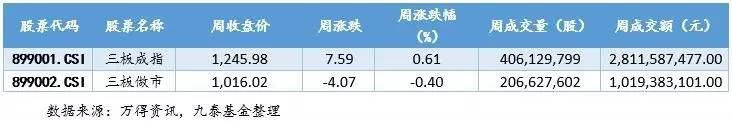 股票代码 股票名称 周收盘价 周涨跌 周涨跌幅(%) 周成交量（股） 周成交额（元）
899001.CSI 三板成指 1,245.98 7.59 0.61 406,129,799 2,811,587,477.00
899002.CSI 三板做市 1,016.02 -4.07 -0.40 206,627,602 1,019,383,101.00
数据来源：万得资讯，九泰基金整理